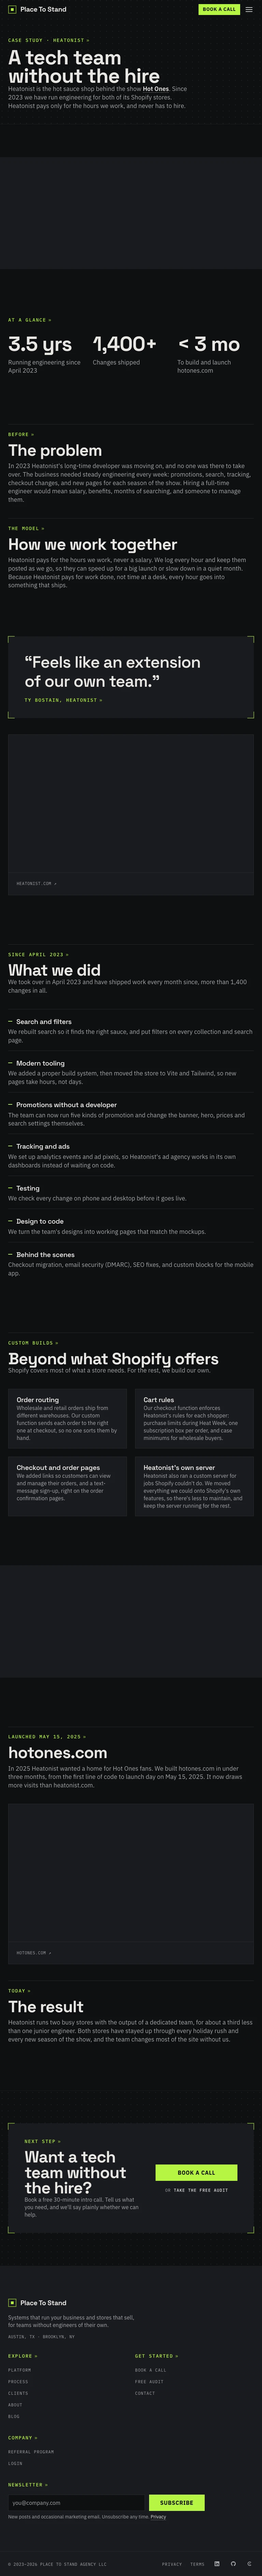 Place To Stand
BOOK A CALL
CASE STUDY · HEATONIST
A tech team
without the hire
Heatonist is the hot sauce shop behind the show Hot Ones. Since
2023 we have run engineering for both of its Shopify stores.
Heatonist pays only for the hours we work, and never has to hire.
AT A GLANCE
3.5 yrs
Running engineering since
April 2023
1,400+
Changes shipped
< 3 mo
To build and launch
hotones.com
BEFORE
The problem
In 2023 Heatonist's long-time developer was moving on, and no one was there to take
over. The business needed steady engineering every week: promotions, search, tracking,
checkout changes, and new pages for each season of the show. Hiring a full-time
engineer would mean salary, benefits, months of searching, and someone to manage
them.
THE MODEL
How we work together
Heatonist pays for the hours we work, never a salary. We log every hour and keep them
posted as we go, so they can speed up for a big launch or slow down in a quiet month.
Because Heatonist pays for work done, not time at a desk, every hour goes into
something that ships.
“Feels like an extension
of our own team.”
TY BOSTAIN, HEATONIST
HEATONIST.COM
SINCE APRIL 2023
What we did
We took over in April 2023 and have shipped work every month since, more than 1,400
changes in all.
Search and filters
We rebuilt search so it finds the right sauce, and put filters on every collection and search
page.
Modern tooling
We added a proper build system, then moved the store to Vite and Tailwind, so new
pages take hours, not days.
Promotions without a developer
The team can now run five kinds of promotion and change the banner, hero, prices and
search settings themselves.
Tracking and ads
We set up analytics events and ad pixels, so Heatonist's ad agency works in its own
dashboards instead of waiting on code.
Testing
We check every change on phone and desktop before it goes live.
Design to code
We turn the team's designs into working pages that match the mockups.
Behind the scenes
Checkout migration, email security (DMARC), SEO fixes, and custom blocks for the mobile
app.
CUSTOM BUILDS
Beyond what Shopify offers
Shopify covers most of what a store needs. For the rest, we build our own.
Order routing
Wholesale and retail orders ship from
different warehouses. Our custom
function sends each order to the right
one at checkout, so no one sorts them by
hand.
Cart rules
Our checkout function enforces
Heatonist's rules for each shopper:
purchase limits during Heat Week, one
subscription box per order, and case
minimums for wholesale buyers.
Checkout and order pages
We added links so customers can view
and manage their orders, and a text-
message sign-up, right on the order
confirmation pages.
Heatonist's own server
Heatonist also ran a custom server for
jobs Shopify couldn't do. We moved
everything we could onto Shopify's own
features, so there's less to maintain, and
keep the server running for the rest.
LAUNCHED MAY 15, 2025
hotones.com
In 2025 Heatonist wanted a home for Hot Ones fans. We built hotones.com in under
three months, from the first line of code to launch day on May 15, 2025. It now draws
more visits than heatonist.com.
HOTONES.COM
TODAY
The result
Heatonist runs two busy stores with the output of a dedicated team, for about a third less
than one junior engineer. Both stores have stayed up through every holiday rush and
every new season of the show, and the team changes most of the site without us.
NEXT STEP
Want a tech
team without
the hire?
Book a free 30-minute intro call. Tell us what
you need, and we'll say plainly whether we can
help.
BOOK A CALL
OR TAKE THE FREE AUDIT
Place To Stand
Systems that run your business and stores that sell,
for teams without engineers of their own.
AUSTIN, TX · BROOKLYN, NY
EXPLORE
PLATFORM
PROCESS
CLIENTS
ABOUT
BLOG
GET STARTED
BOOK A CALL
FREE AUDIT
CONTACT
COMPANY
REFERRAL PROGRAM
LOGIN
NEWSLETTER
you@company.com
SUBSCRIBE
New posts and occasional marketing email. Unsubscribe any time. Privacy
PRIVACY
TERMS